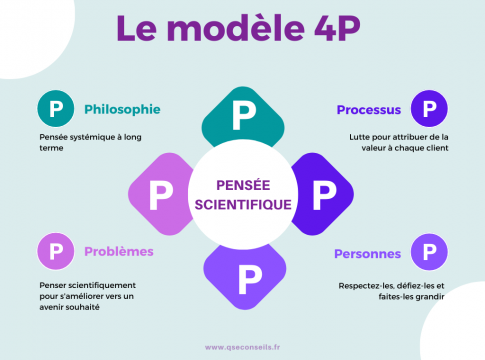 Le modèle 4P
P Philosophie
Pensée systémique à long
terme
Processus P
Lutte pour attribuer de la
valeur à chaque client
P
P
PENSÉE
SCIENTIFIQUE
P
P
P Problèmes
Penser scientifiquement
pour s'améliorer vers un
avenir souhaité
Personnes P
Respectez-les, défiez-les et
faites-les grandir
www.qseconseils.fr